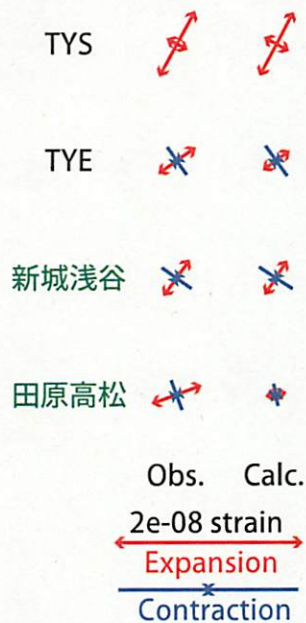 TYS
TYE
新城浅谷
田原高松
Obs. Calc.
2e-08 strain
Expansion
Contraction